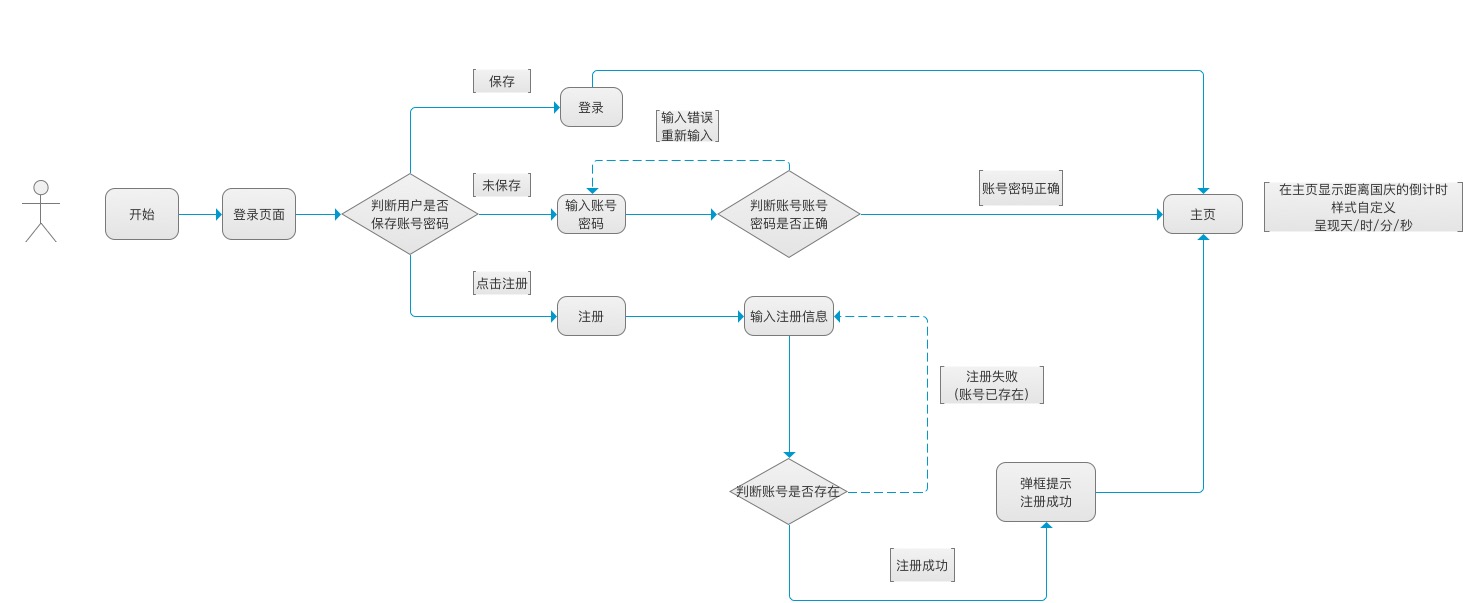 保存
登录
输入错误
重新输入
开始
登录页面
判断用户是否
保存账号密码
未保存
输入账号
密码
判断账号账号
密码是否正确
账号密码正确
主页
在主页显示距离国庆的倒计时
样式自定义
呈现天/时/分/秒
点击注册
注册
输入注册信息
注册失败
(账号已存在)
判断账号是否存在
弹框提示
注册成功
注册成功